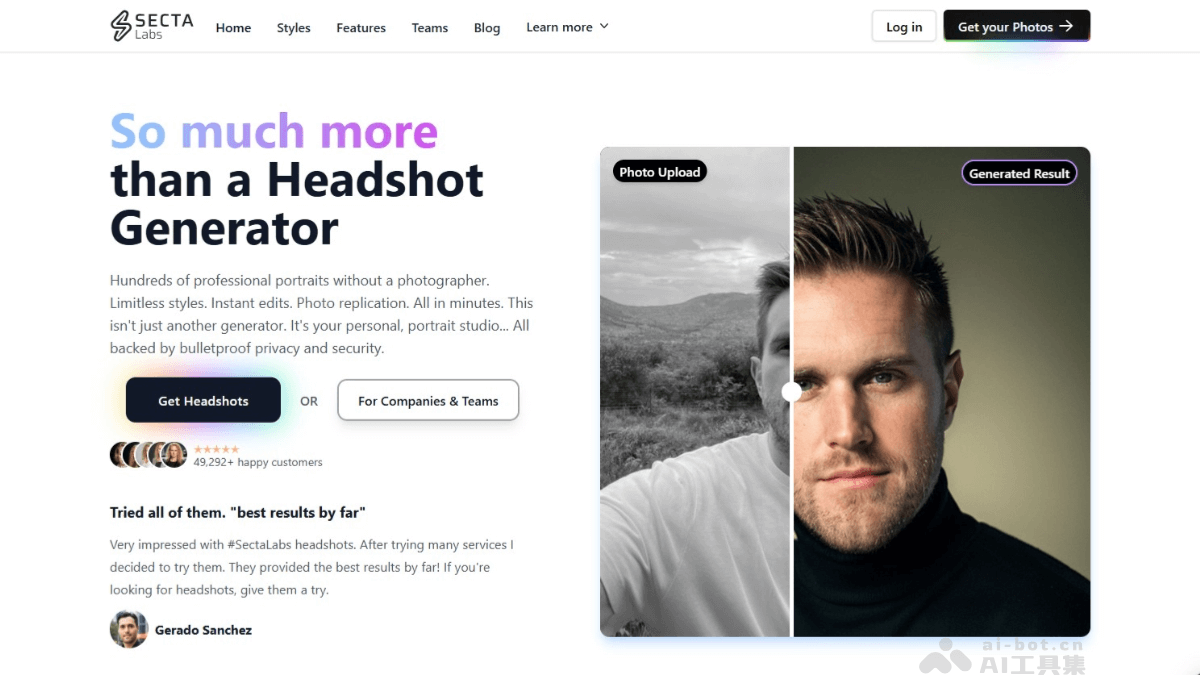 SECTA
Labs
Home
Styles
Features
Teams
Blog
Learn more
Log in
Get your Photos →
So much more
than a Headshot
Generator
Hundreds of professional portraits without a photographer.
Limitless styles. Instant edits. Photo replication. All in minutes. This
isn't just another generator. It's your personal, portrait studio... All
backed by bulletproof privacy and security.
Get Headshots
OR
For Companies & Teams
★★★★★
49,292+ happy customers
Tried all of them. "best results by far"
Very impressed with #SectaLabs headshots. After trying many services I
decided to try them. They provided the best results by far! If you're
looking for headshots, give them a try.
Gerado Sanchez
Photo Upload
Generated Result
ai-bot.cn
AI工具集